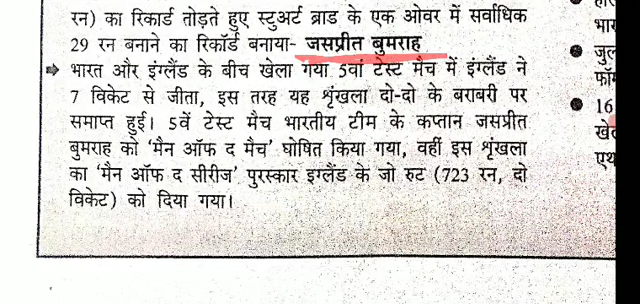 रन) का रिकार्ड तोड़ते हुए स्टुअर्ट ब्राड के एक ओवर में सर्वाधिक
29 रन बनाने का रिकॉर्ड बनाया- जसप्रीत बुमराह
⇒ भारत और इंग्लैंड के बीच खेला गया 5वां टेस्ट मैच में इंग्लैंड ने
7 विकेट से जीता, इस तरह यह श्रृंखला दो-दो के बराबरी पर
समाप्त हुई। 5वें टेस्ट मैच भारतीय टीम के कप्तान जसप्रीत
बुमराह को 'मैन ऑफ द मैच' घोषित किया गया, वहीं इस श्रृंखला
का 'मैन ऑफ द सीरीज' पुरस्कार इग्लैंड के जो रुट (723 रन, दो
विकेट) को दिया गया।
• 16